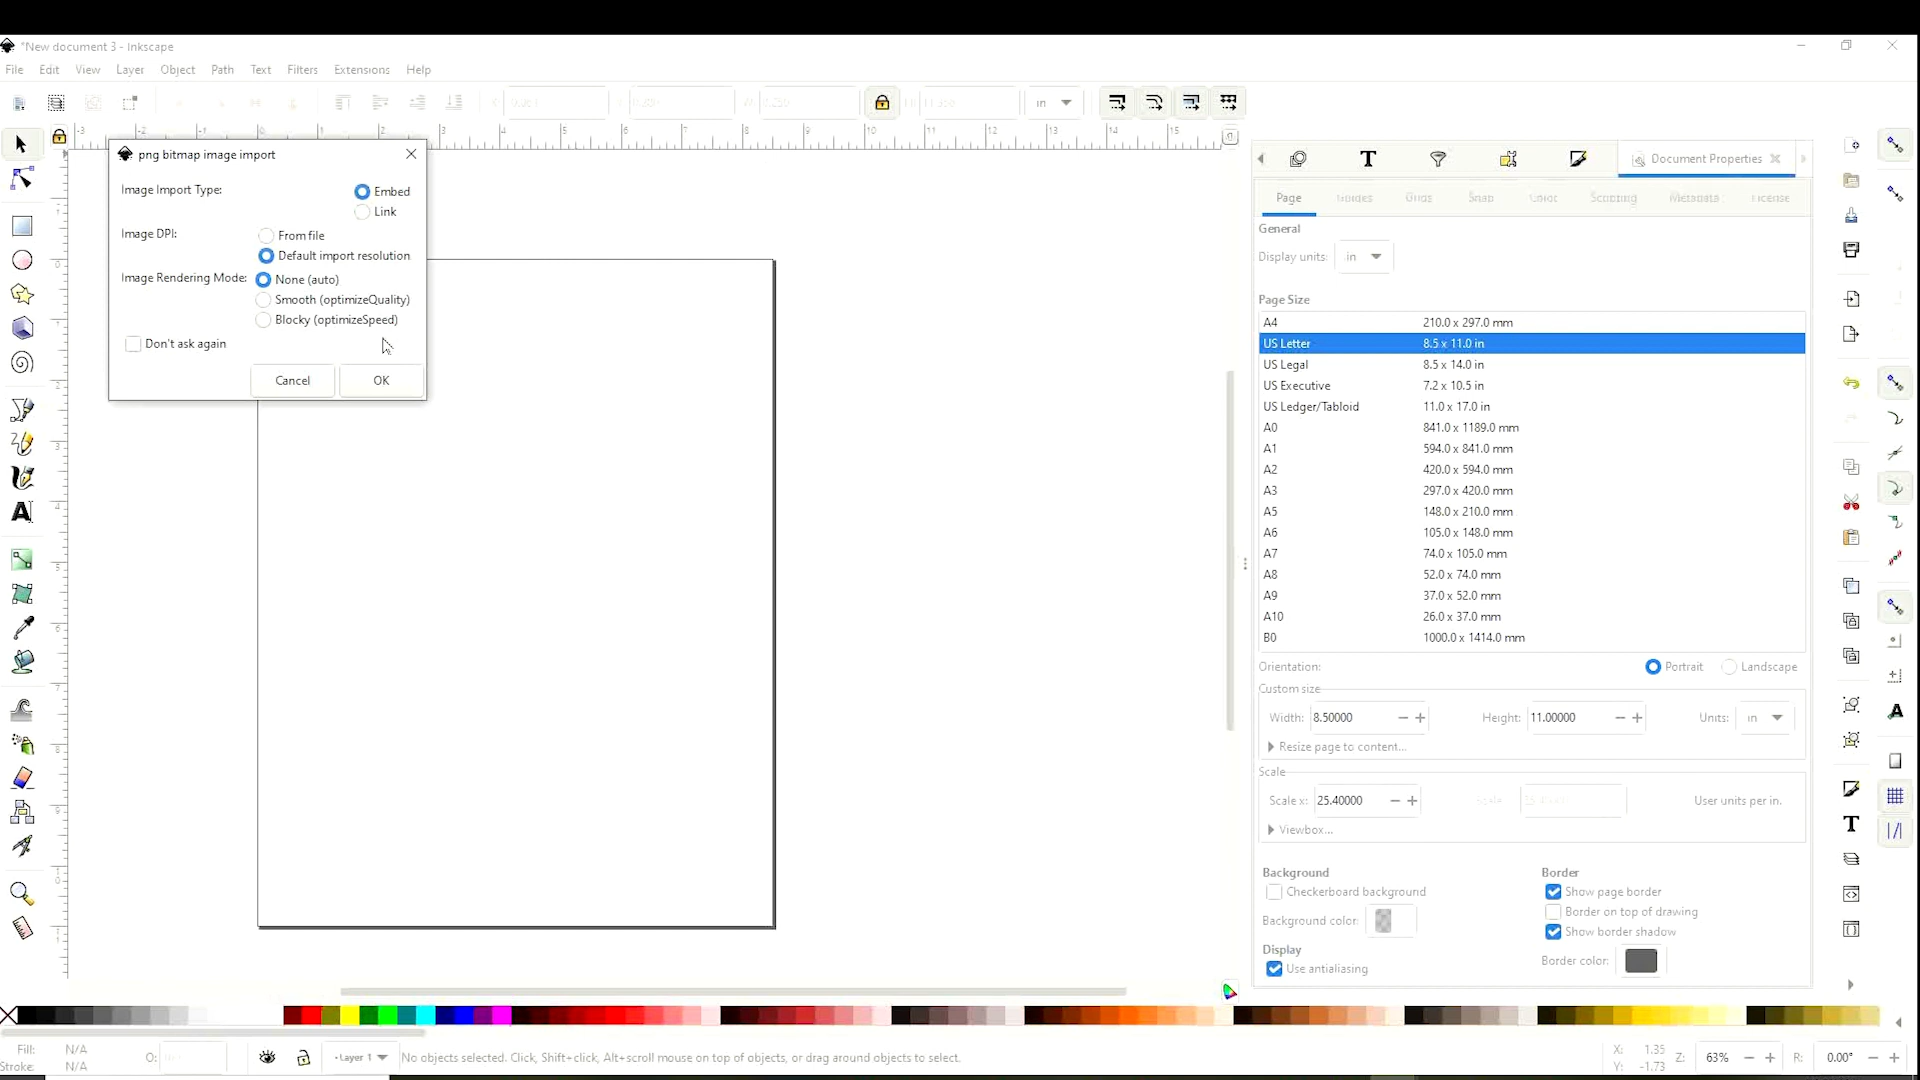 *New document 3 - Inkscape
File Edit View Layer Object Path Text Filters Extensions Help
in
png bitmap image import
Image Import Type: Embed
Link
Image DPI: From file
Default import resolution
Image Rendering Mode: None (auto)
Smooth (optimizeQuality)
Blocky (optimizeSpeed)
Don't ask again
Cancel OK
Document Properties
Page Guides Grids Snap Color Scripting Metadata License
General
Display units: in
Page Size
A4 210.0 x 297.0 mm
US Letter 8.5 x 11.0 in
US Legal 8.5 x 14.0 in
US Executive 7.2 x 10.5 in
US Ledger/Tabloid 11.0 x 17.0 in
A0 841.0 x 1189.0 mm
A1 594.0 x 841.0 mm
A2 420.0 x 594.0 mm
A3 297.0 x 420.0 mm
A5 148.0 x 210.0 mm
A6 105.0 x 148.0 mm
A7 74.0 x 105.0 mm
A8 52.0 x 74.0 mm
A9 37.0 x 52.0 mm
A10 26.0 x 37.0 mm
B0 1000.0 x 1414.0 mm
Orientation: Portrait Landscape
Custom size
Width: 8.50000 Height: 11.00000 Units: in
Resize page to content...
Scale
Scale x: 25.40000 User units per in.
Viewbox...
Background
Checkerboard background
Background color:
Display
Use antialiasing
Border
Show page border
Border on top of drawing
Show border shadow
Border color:
Fill: N/A
Stroke: N/A
O:
Layer 1
No objects selected. Click, Shift+click, Alt+scroll mouse on top of objects, or drag around objects to select.
X: 1.35
Y: -1.73
Z: 63%
R: 0.00°